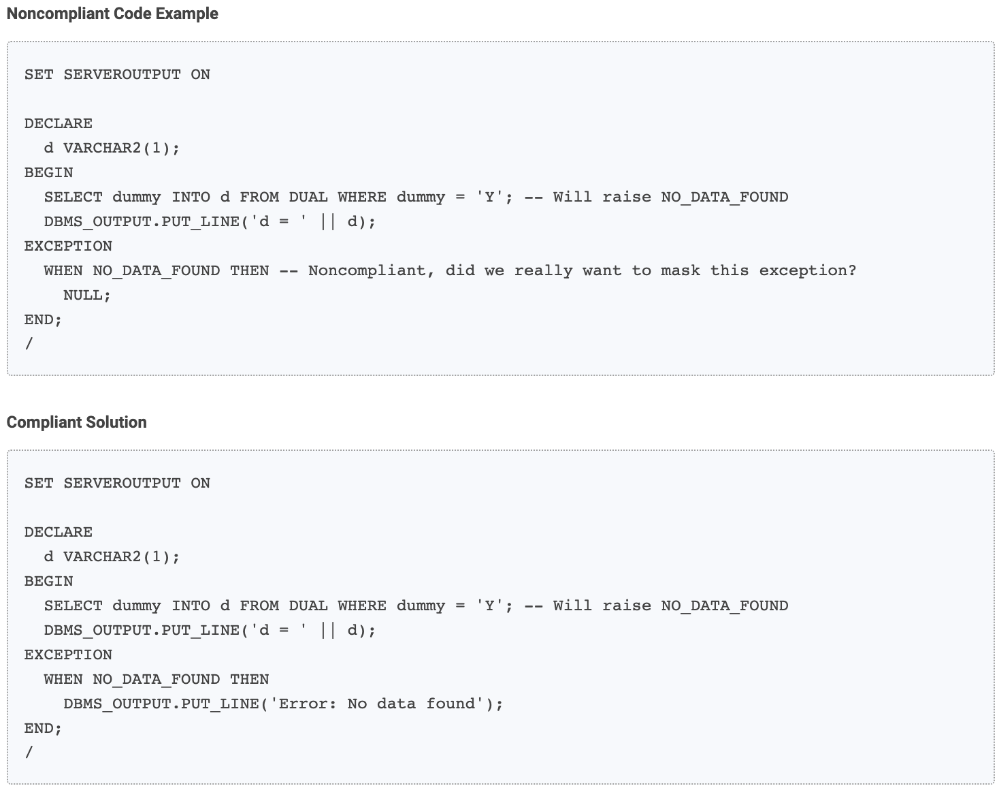 Noncompliant Code Example
SET SERVEROUTPUT ON
DECLARE
  d VARCHAR2(1);
BEGIN
  SELECT dummy INTO d FROM DUAL WHERE dummy = 'Y'; -- Will raise NO_DATA_FOUND
  DBMS_OUTPUT.PUT_LINE('d = ' || d);
EXCEPTION
  WHEN NO_DATA_FOUND THEN -- Noncompliant, did we really want to mask this exception?
    NULL;
END;
/
Compliant Solution
SET SERVEROUTPUT ON
DECLARE
  d VARCHAR2(1);
BEGIN
  SELECT dummy INTO d FROM DUAL WHERE dummy = 'Y'; -- Will raise NO_DATA_FOUND
  DBMS_OUTPUT.PUT_LINE('d = ' || d);
EXCEPTION
  WHEN NO_DATA_FOUND THEN
    DBMS_OUTPUT.PUT_LINE('Error: No data found');
END;
/